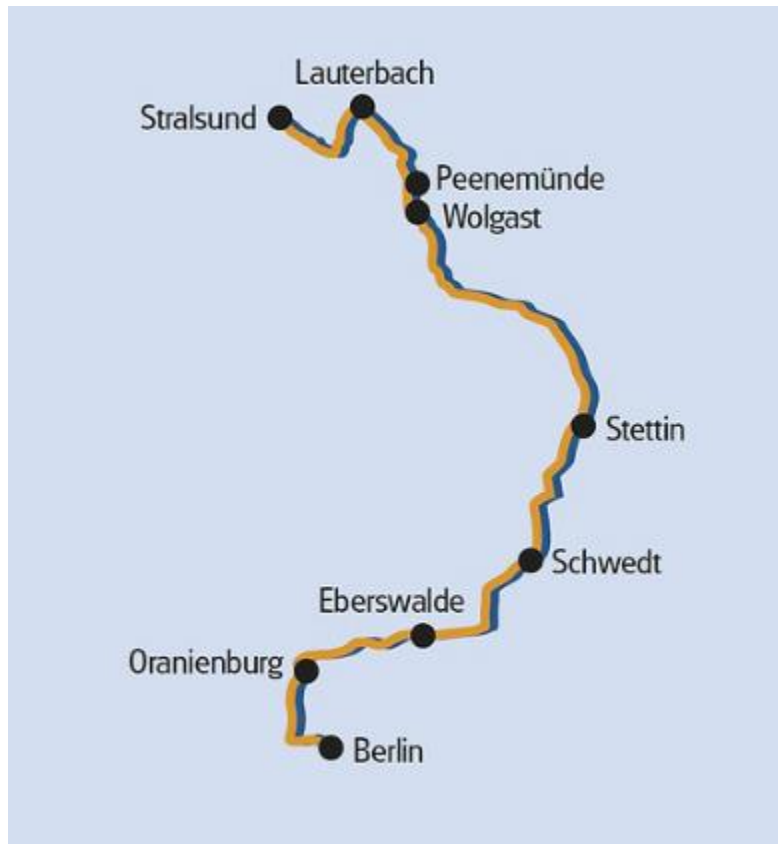 Lauterbach
Stralsund
Peenemünde
Wolgast
Stettin
Schwedt
Eberswalde
Oranienburg
Berlin